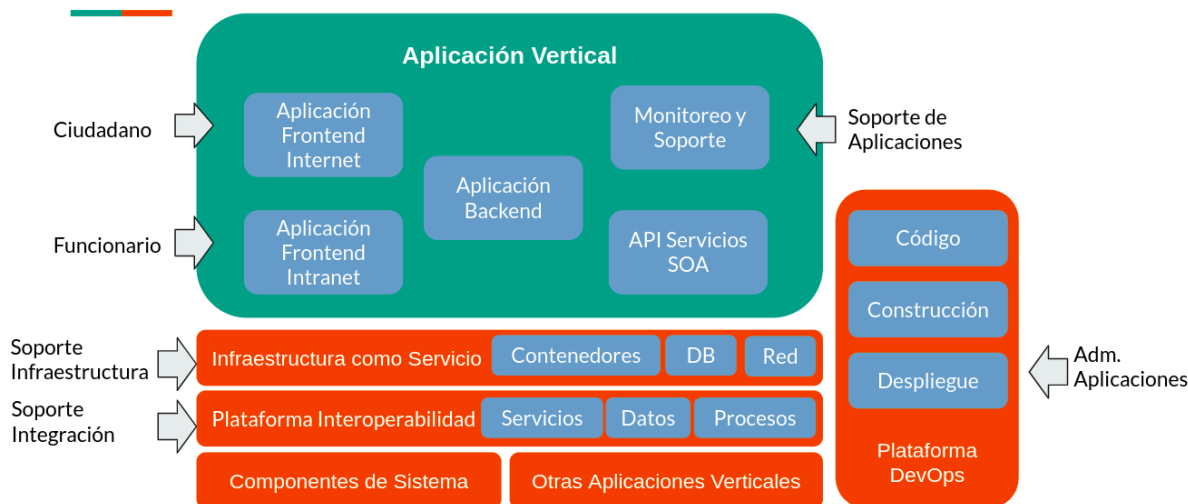 Aplicación Vertical
Ciudadano
Aplicación
Frontend
Internet
Monitoreo y
Soporte
Soporte de
Aplicaciones
Aplicación
Backend
Funcionario
Aplicación
Frontend
Intranet
API Servicios
SOA
Código
Construcción
Despliegue
Plataforma
DevOps
Adm.
Aplicaciones
Soporte
Infraestructura
Infraestructura como Servicio
Contenedores
DB
Red
Soporte
Integración
Plataforma Interoperabilidad
Servicios
Datos
Procesos
Componentes de Sistema
Otras Aplicaciones Verticales